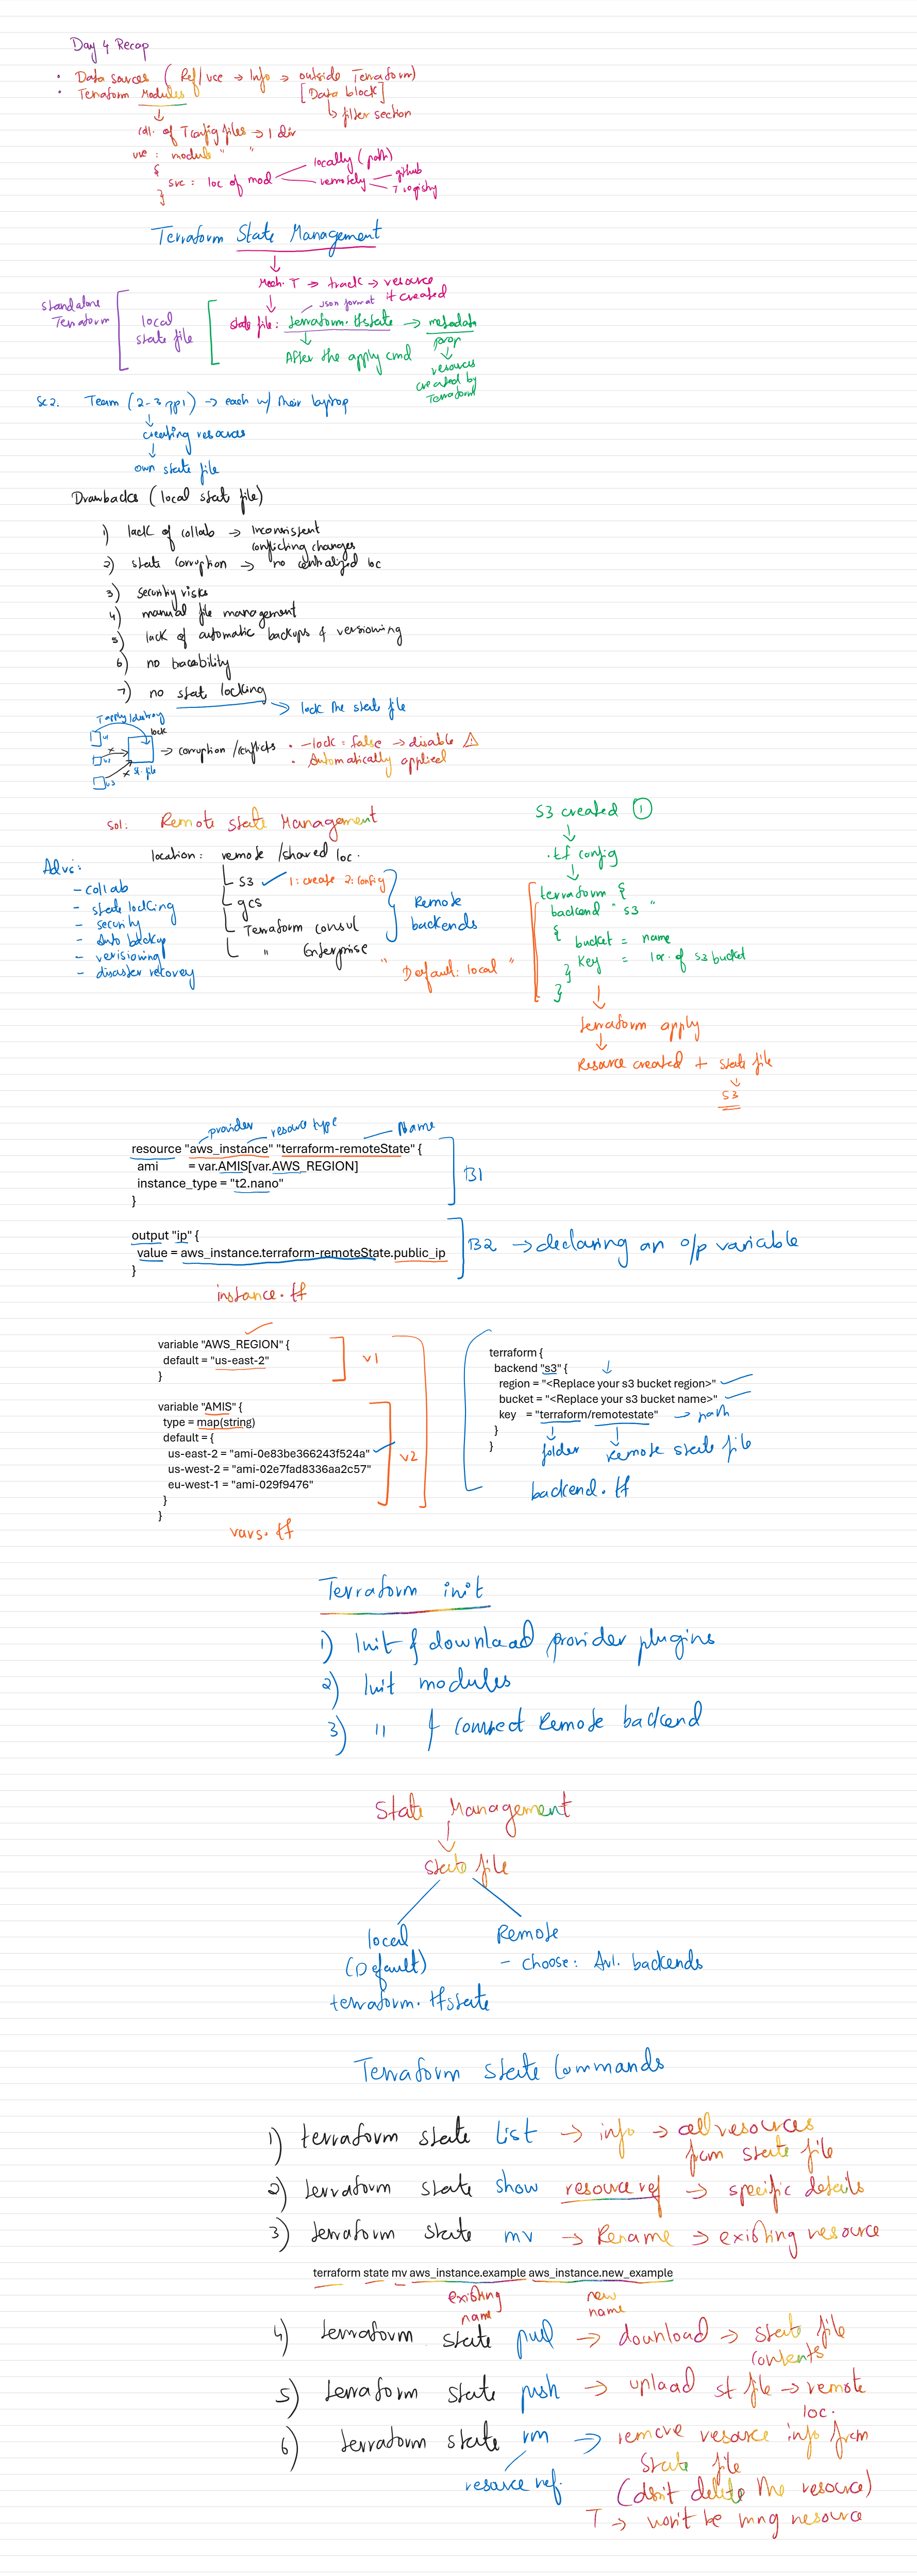 Day 4 Recap
• Data sources ( Ref/use → Info → outside Terraform)
• Terraform Modules
[Data block]
↳ filter section
of Tconfig files → 1 dir
use : module " "
{
src : loc of mod
}
locally (path)
remotely
github
Terraform State Management
Mech. T → track → resource
it created
standalone
Terraform
local
state file
json format
state file : terraform.tfstate → metadata
prop
After the apply cmd
resources
created by
Terraform
Sc 2. Team (2-3 ppl) → each w/ their laptop
creating resources
own state file
Drawbacks (local state file)
1) lack of collab → Inconsistent
conflicting changes
2) state corruption → no centralized loc
3) security risks
4) manual file management
5) lack of automatic backups & versioning
6) no traceability
7) no state locking
→ lock the state file
T apply/destroy
lock
U1
U2
U3
st. file
→ corruption/conflicts
• -lock = false → disable ⚠
• Automatically applied
Sol: Remote State Management
location : remote /shared loc.
S3 ✓ 1: create 2: config
gcs
Terraform consul
" Enterprise
Remote
backends
" Default: local "
Advs:
- collab
- state locking
- security
- Auto backup
- verisioning
- disaster recovey
S3 created ①
.tf config
terraform {
backend " s3 "
{
bucket = name
key = loc. of s3 bucket
}
}
terraform apply
Resource created + state file
S3
provider
resource type
Name
resource "aws_instance" "terraform-remoteState" {
ami = var.AMIS[var.AWS_REGION]
instance_type = "t2.nano"
}
B1
output "ip" {
value = aws_instance.terraform-remoteState.public_ip
}
B2 → declaring an o/p variable
instance.tf
variable "AWS_REGION" {
default = "us-east-2"
}
V1
variable "AMIS" {
type = map(string)
default = {
us-east-2 = "ami-0e83be366243f524a"
us-west-2 = "ami-02e7fad8336aa2c57"
eu-west-1 = "ami-029f9476"
}
}
V2
vars.tf
terraform {
backend "s3" {
region = "<Replace your s3 bucket region>"
bucket = "<Replace your s3 bucket name>"
key = "terraform/remotestate"
}
}
→ path
folder
remote state file
backend.tf
Terraform init
1) Init & download provider plugins
2) Init modules
3) " & connect Remote backend
State Management
State file
local
(Default)
terraform.tfstate
Remote
- choose: Avl. backends
Terraform state Commands
1) terraform state list → info → all resources
from state file
2) terraform state show resource ref → specific details
3) terraform state mv → Rename → existing resource
terraform state mv aws_instance.example aws_instance.new_example
existing
name
new
name
4) terraform state pull → download → state file
contents
5) terraform state push → upload st file → remote
loc.
6) terraform state rm → remove resource info from
state file
resource ref.
(don't delete the resource)
T → won't be mng resource